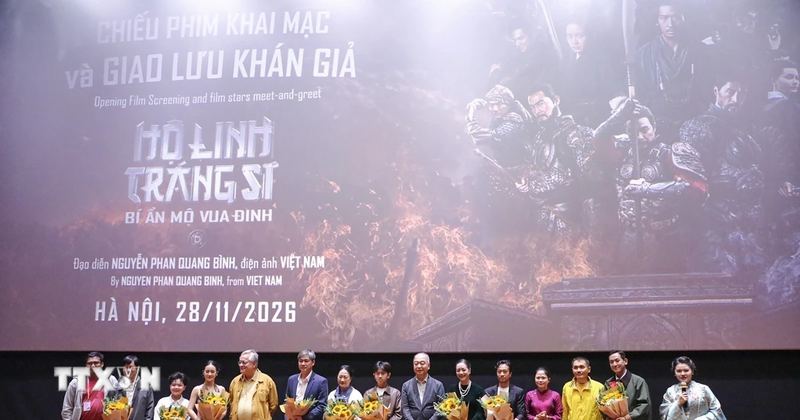 CHIẾU PHIM KHAI MẠC
và GIAO LƯU KHÁN GIẢ
Opening Film Screening and film stars meet-and-greet
HỘ LINH
TRÁNG SĨ
BÍ ẨN MỘ VUA ĐINH
Đạo diễn NGUYỄN PHAN QUANG BÌNH, điện ảnh VIỆT NAM
By NGUYEN PHAN QUANG BINH, from VIET NAM
HÀ NỘI, 28/11/2026
TTXVN